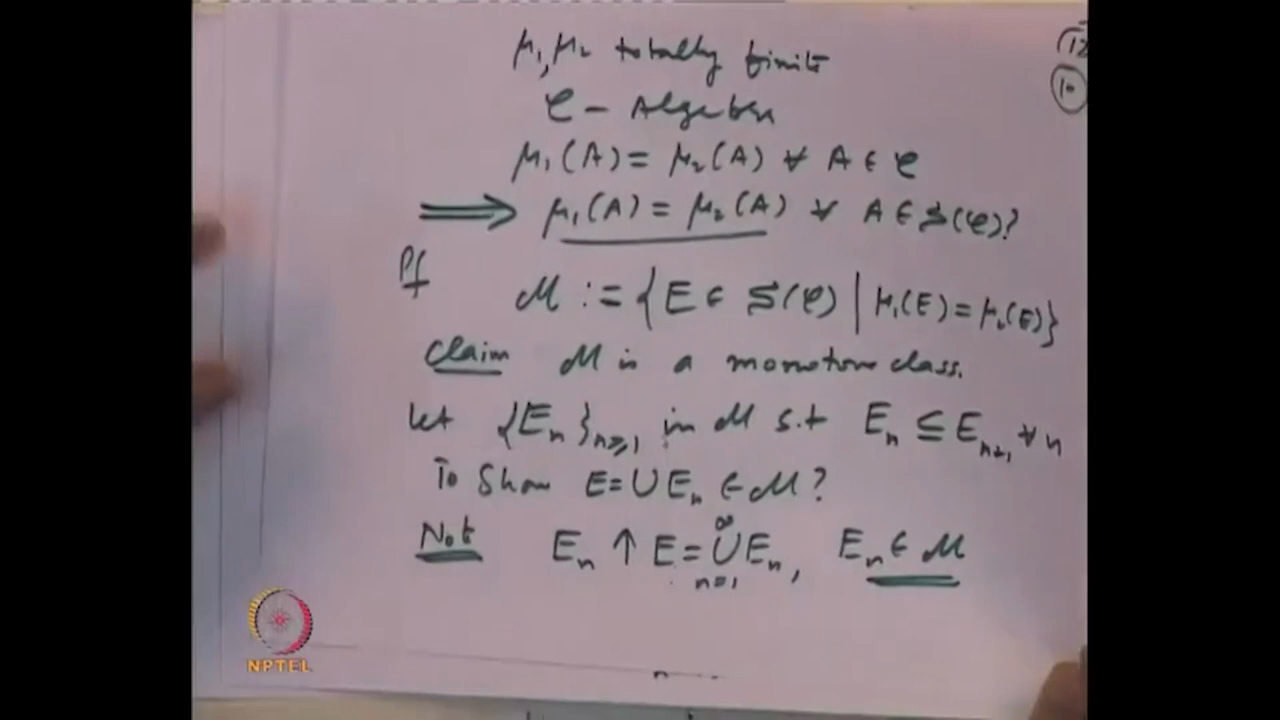 μ₁, μ₂ totally finite
𝒞 – Algebra
μ₁(A) = μ₂(A) ∀ A ∈ 𝒞
⟹ μ₁(A) = μ₂(A) ∀ A ∈ S(𝒞)?
Pf
M := {E ∈ S(𝒞) | μ₁(E) = μ₂(E)}
Claim M is a monotone class.
Let {Eₙ}ₙ≥₁ in M s.t Eₙ ⊆ Eₙ₊₁ ∀ n
To Show E = ∪ Eₙ ∈ M?
Note Eₙ ↑ E = ∞∪n=1 Eₙ, Eₙ ∈ M
10
NPTEL